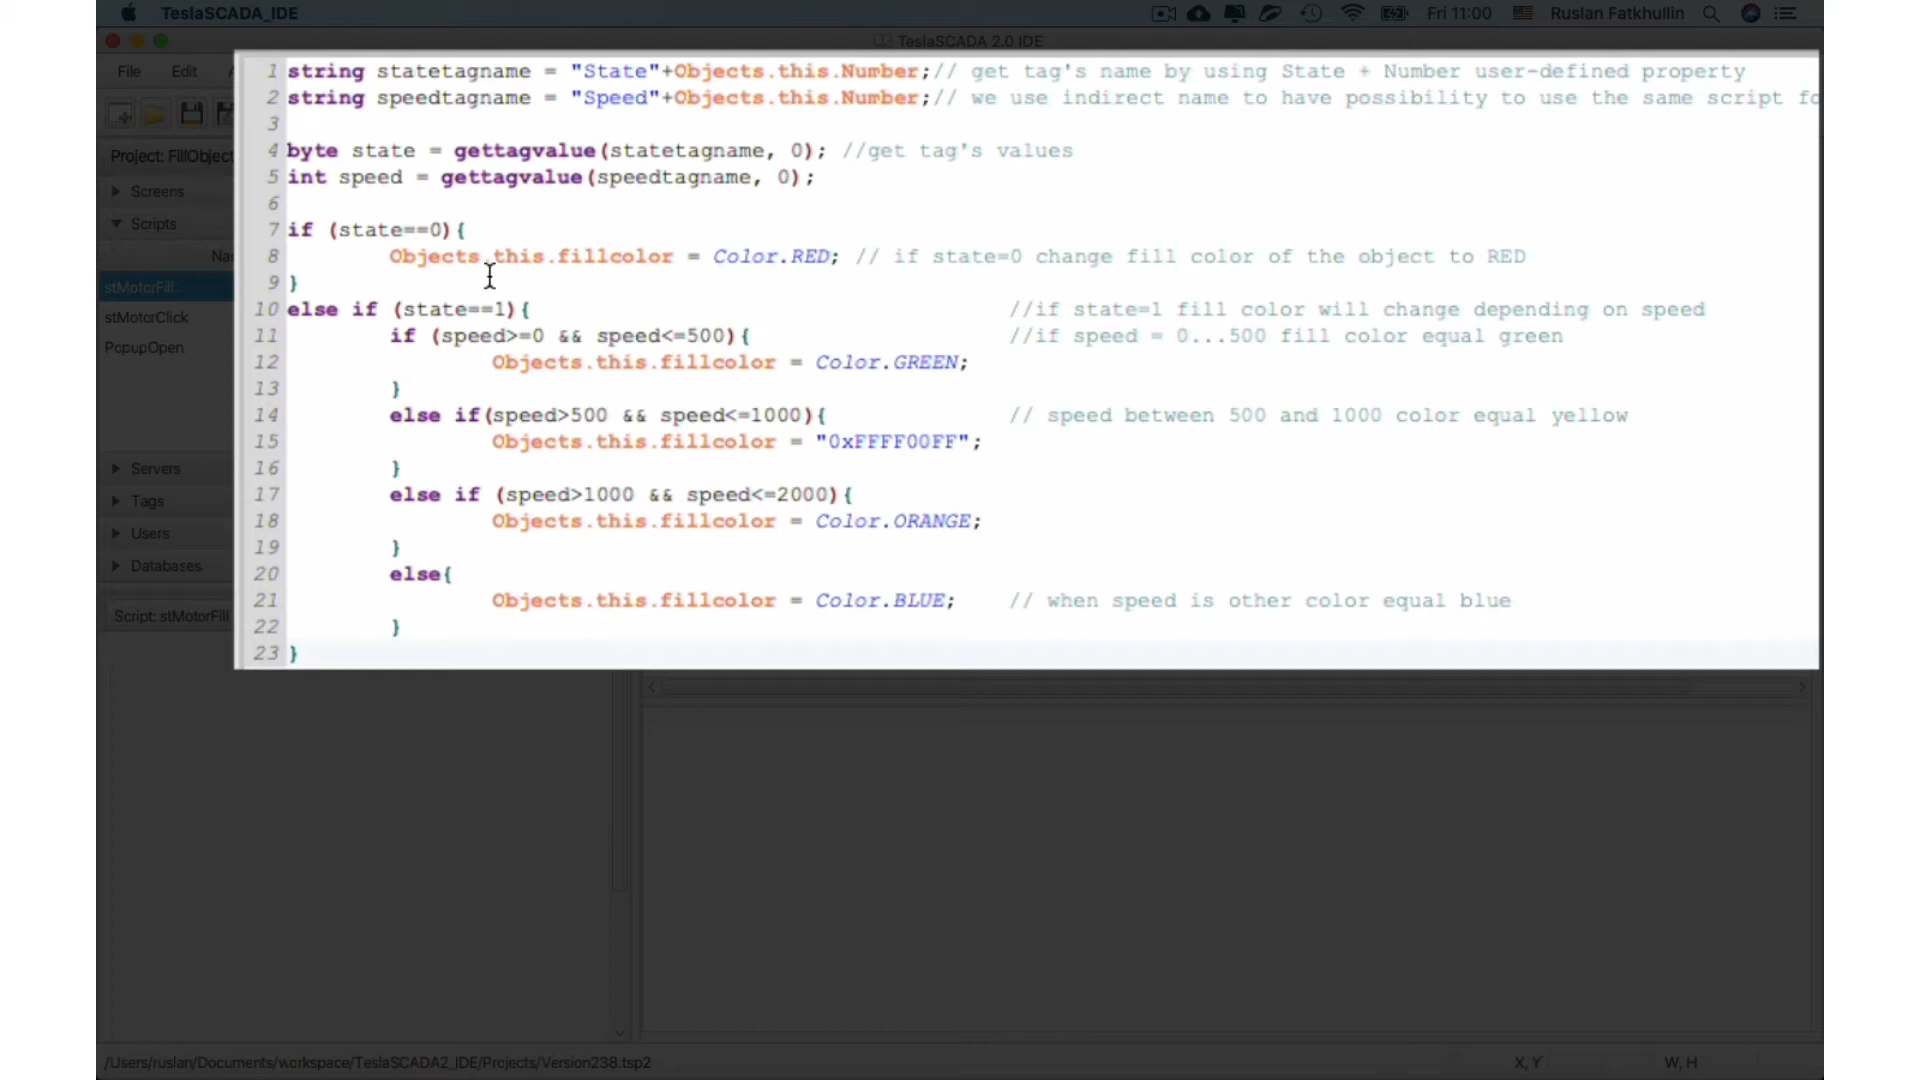 TeslaSCADA_IDE
Fri 11:00 Ruslan Fatkhullin
TeslaSCADA 2.0 IDE
File Edit
Project: FillObject
Screens
Scripts
Na
stMotorFill
stMotorClick
PopupOpen
Servers
Tags
Users
Databases
Script: stMotorFill
1 string statetagname = "State"+Objects.this.Number;// get tag's name by using State + Number user-defined property
2 string speedtagname = "Speed"+Objects.this.Number;// we use indirect name to have possibility to use the same script fo
3
4 byte state = gettagvalue(statetagname, 0); //get tag's values
5 int speed = gettagvalue(speedtagname, 0);
6
7 if (state==0){
8 Objects.this.fillcolor = Color.RED; // if state=0 change fill color of the object to RED
9 }
10 else if (state==1){ //if state=1 fill color will change depending on speed
11 if (speed>=0 && speed<=500){ //if speed = 0...500 fill color equal green
12 Objects.this.fillcolor = Color.GREEN;
13 }
14 else if(speed>500 && speed<=1000){ // speed between 500 and 1000 color equal yellow
15 Objects.this.fillcolor = "0xFFFF00FF";
16 }
17 else if (speed>1000 && speed<=2000){
18 Objects.this.fillcolor = Color.ORANGE;
19 }
20 else{
21 Objects.this.fillcolor = Color.BLUE; // when speed is other color equal blue
22 }
23 }
/Users/ruslan/Documents/workspace/TeslaSCADA2_IDE/Projects/Version238.tsp2
X, Y W, H